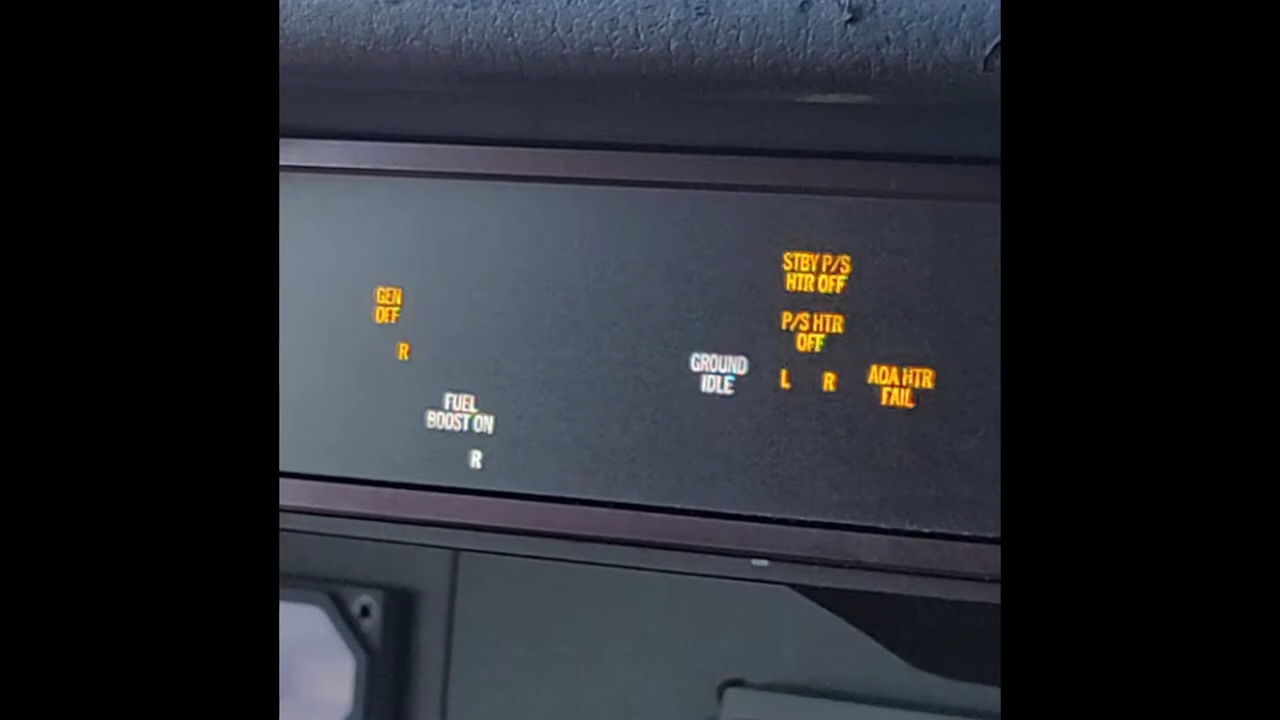 GEN
OFF
R
FUEL
BOOST ON
R
GROUND
IDLE
STBY P/S
HTR OFF
P/S HTR
OFF
L R
AOA HTR
FAIL